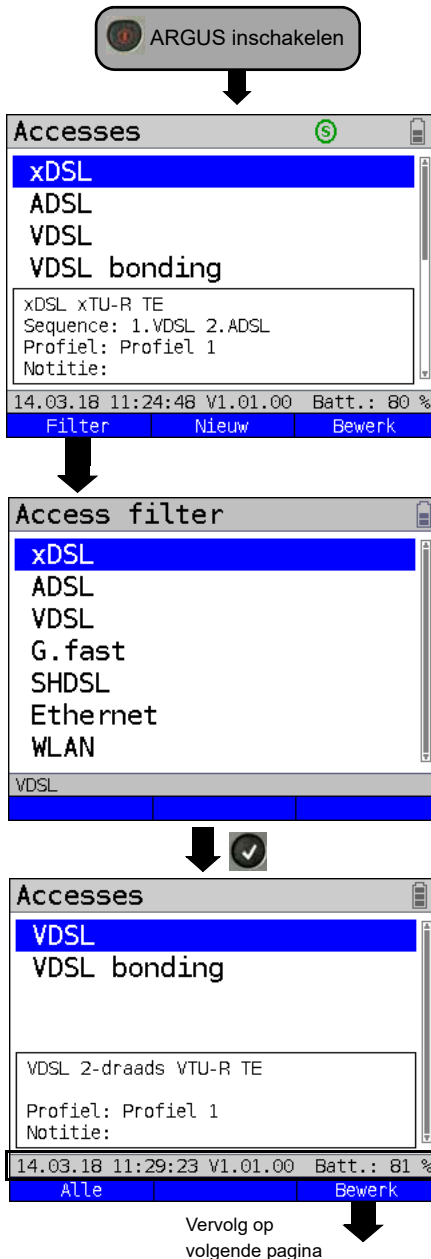 ARGUS inschakelen
Accesses
S
xDSL
ADSL
VDSL
VDSL bonding
xDSL xTU-R TE
Sequence: 1.VDSL 2.ADSL
Profiel: Profiel 1
Notitie:
14.03.18 11:24:48 V1.01.00 Batt.: 80 %
Filter Nieuw Bewerk
Access filter
xDSL
ADSL
VDSL
G.fast
SHDSL
Ethernet
WLAN
VDSL
Accesses
VDSL
VDSL bonding
VDSL 2-draads VTU-R TE
Profiel: Profiel 1
Notitie:
14.03.18 11:29:23 V1.01.00 Batt.: 81 %
Alle Bewerk
Vervolg op
volgende pagina